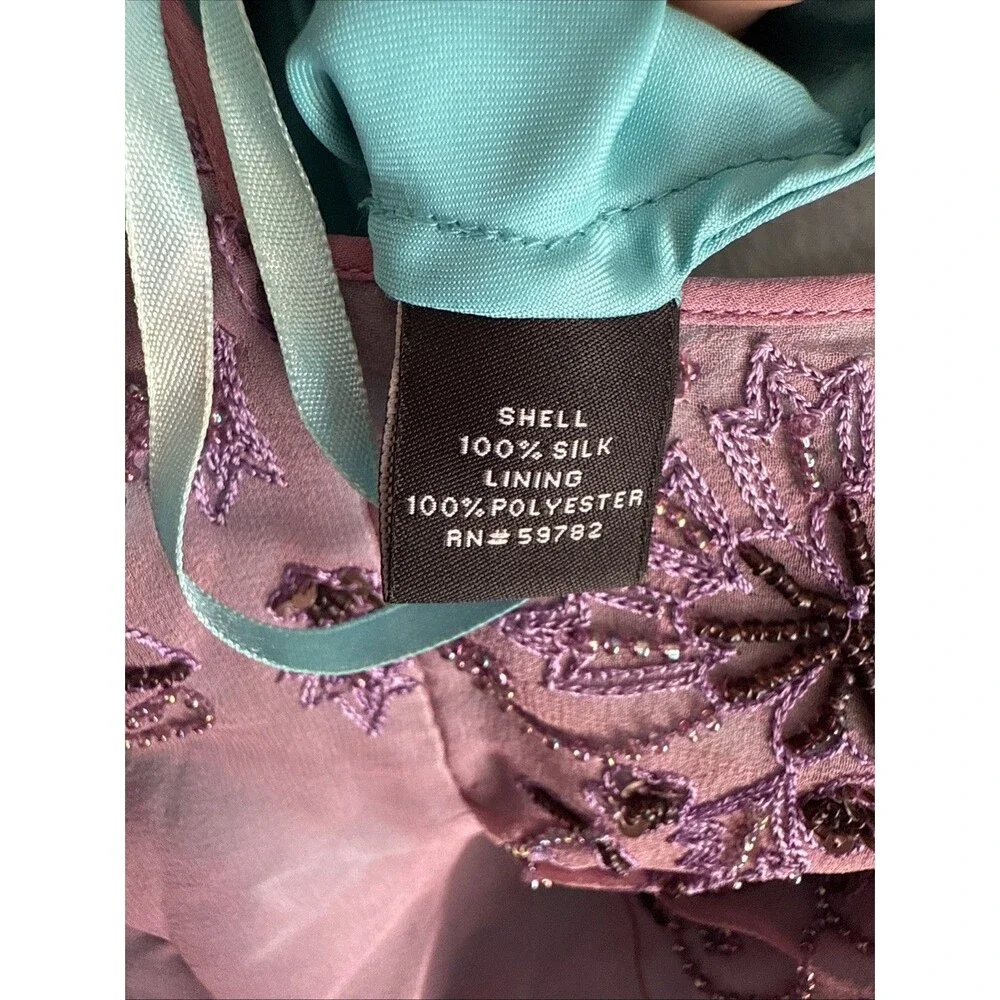 SHELL
100% SILK
LINING
100% POLYESTER
RN# 59782